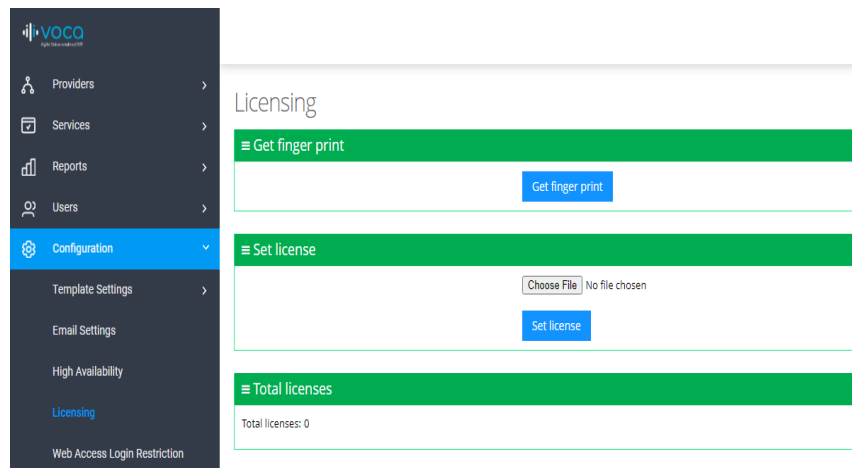 voca
Providers
Services
Reports
Users
Configuration
Template Settings
Email Settings
High Availability
Licensing
Web Access Login Restriction
Licensing
Get finger print
Get finger print
Set license
Choose File No file chosen
Set license
Total licenses
Total licenses: 0